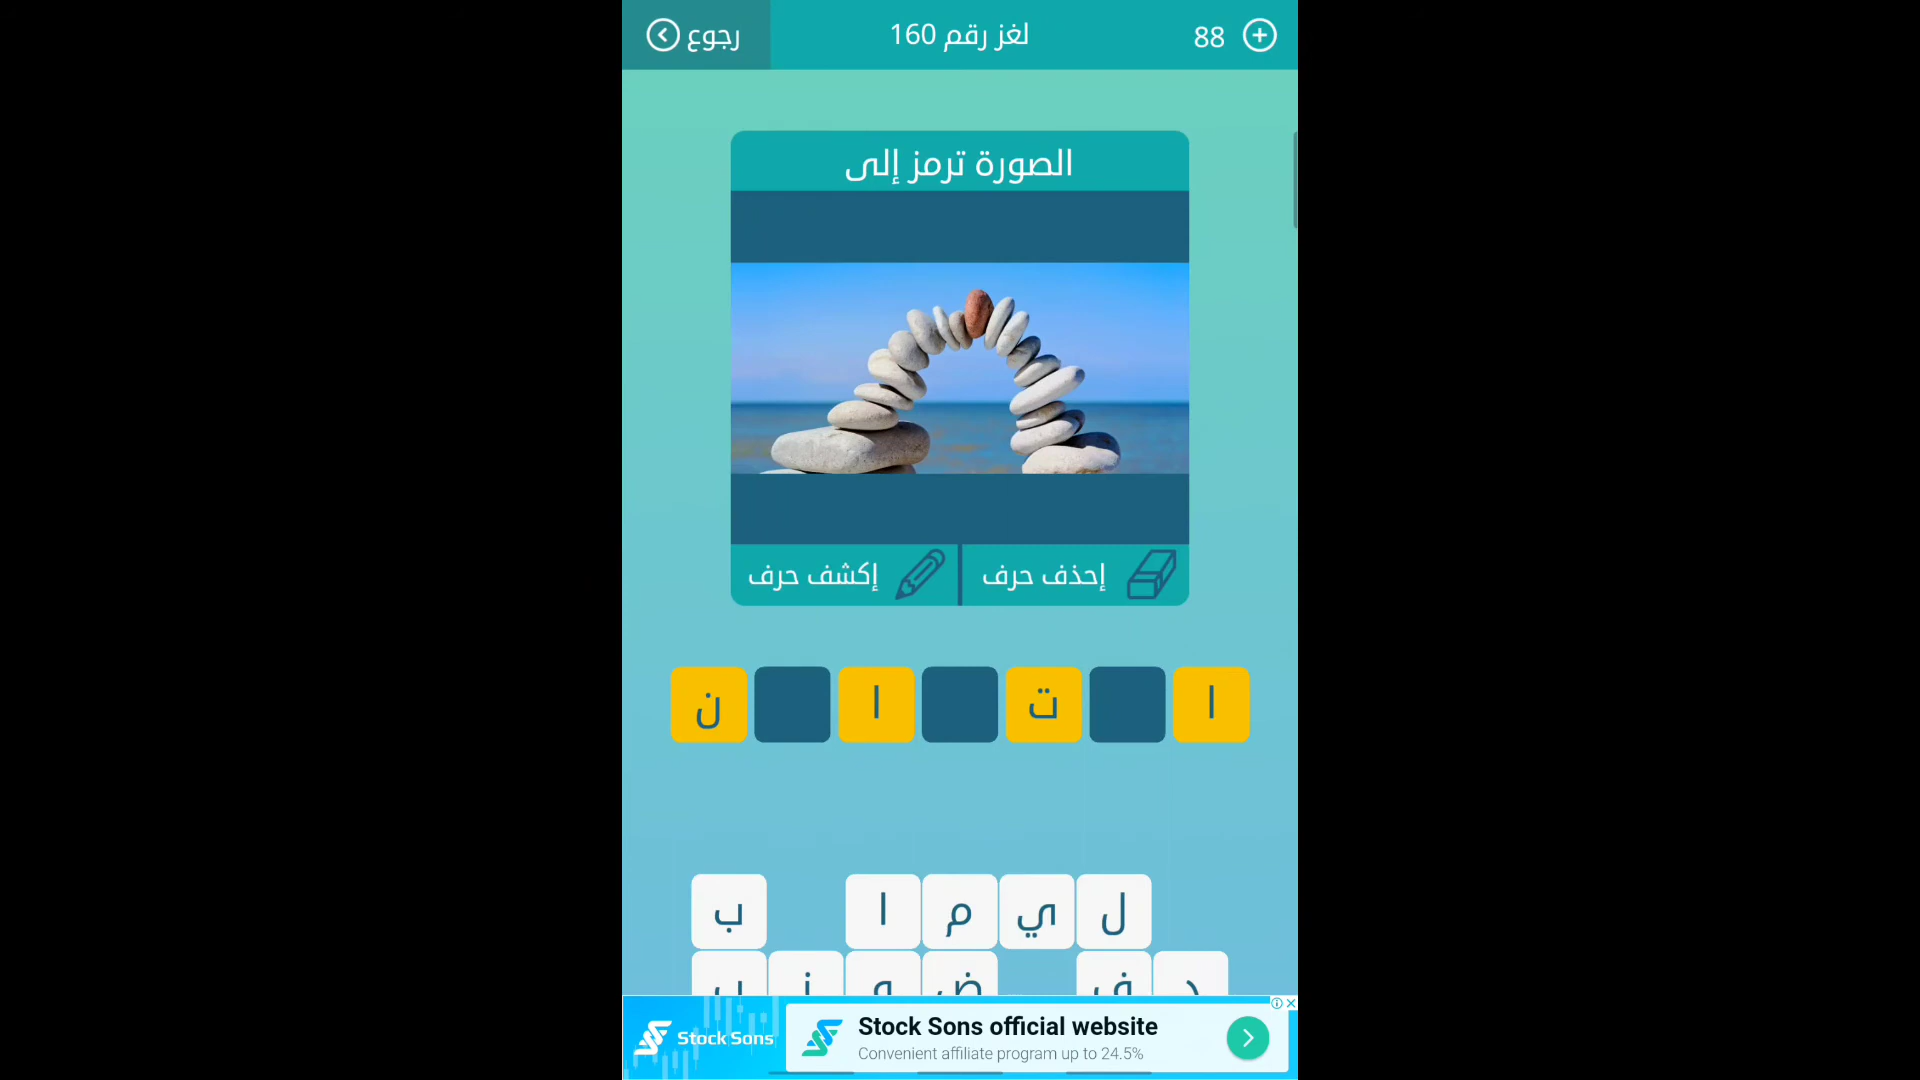 رجوع
لغز رقم 160
88
الصورة ترمز إلى
إحذف حرف
إكشف حرف
ا ت ا ن
ل ي م ا ب
Stock Sons
Stock Sons official website
Convenient affiliate program up to 24.5%